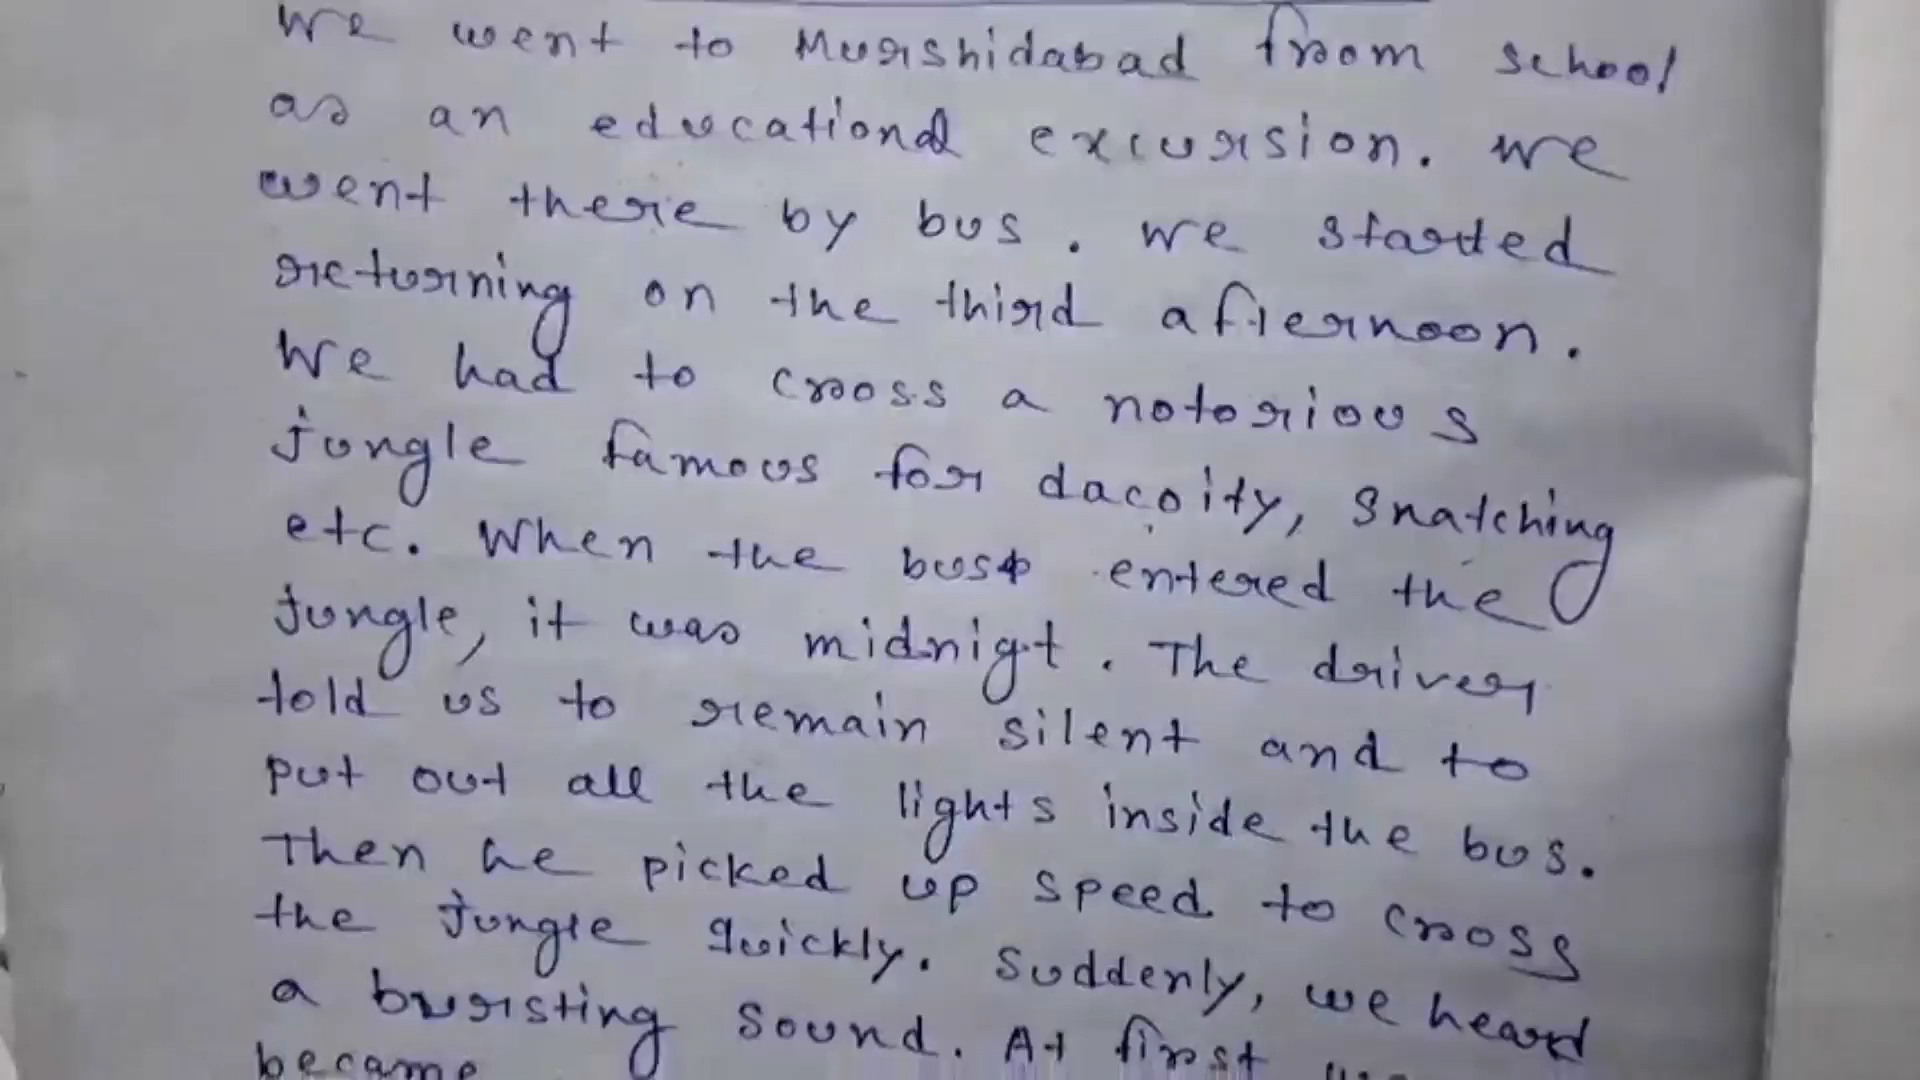 We went to Murshidabad from school
as an educational excursion. We
went there by bus. We started
returning on the third afternoon.
We had to cross a notorious
jungle famous for dacoity, snatching
etc. When the bus entered the
jungle, it was midnigt. The driver
told us to remain silent and to
put out all the lights inside the bus.
Then he picked up speed to cross
the jungle quickly. Suddenly, we heard
a bursting sound. At first
became